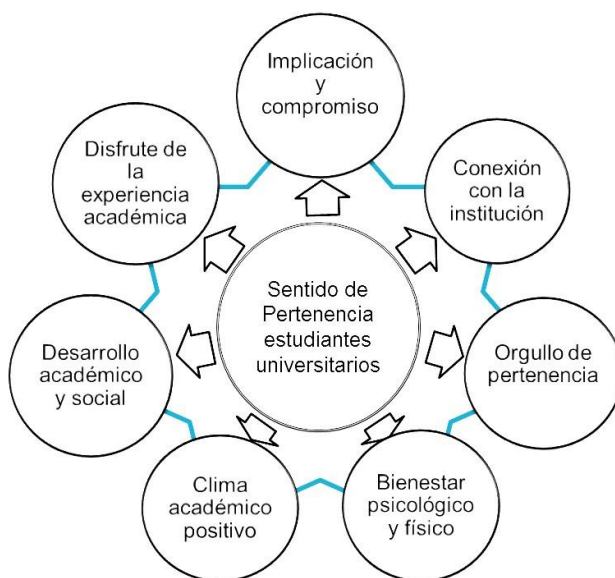 Implicación
y
compromiso
Disfrute de
la
experiencia
académica
Conexión
con la
institución
Sentido de
Pertenencia
estudiantes
universitarios
Desarrollo
académico
y social
Orgullo de
pertenencia
Clima
académico
positivo
Bienestar
psicológico
y físico